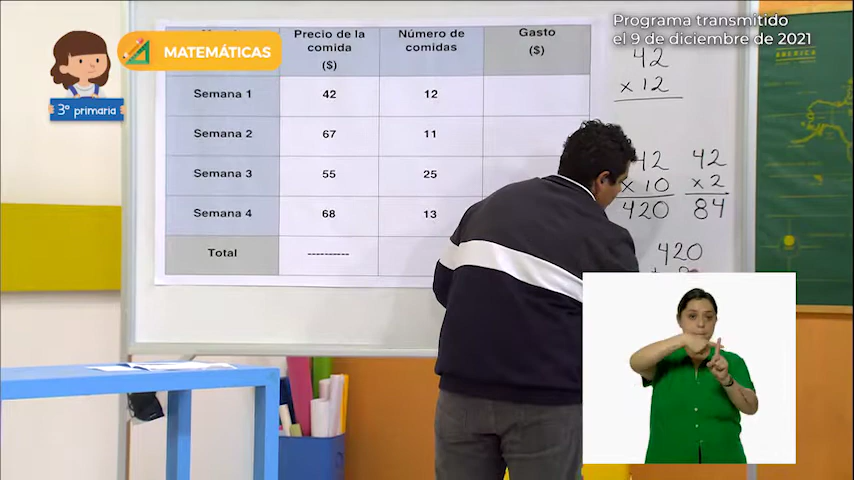 Programa transmitido
el 9 de diciembre de 2021
MATEMÁTICAS
3º primaria
Precio de la comida ($)
Número de comidas
Gasto ($)
Semana 1 42 12
Semana 2 67 11
Semana 3 55 25
Semana 4 68 13
Total ----------
42
x 12
42
x 10
420
42
x 2
84
420
AMÉRICA